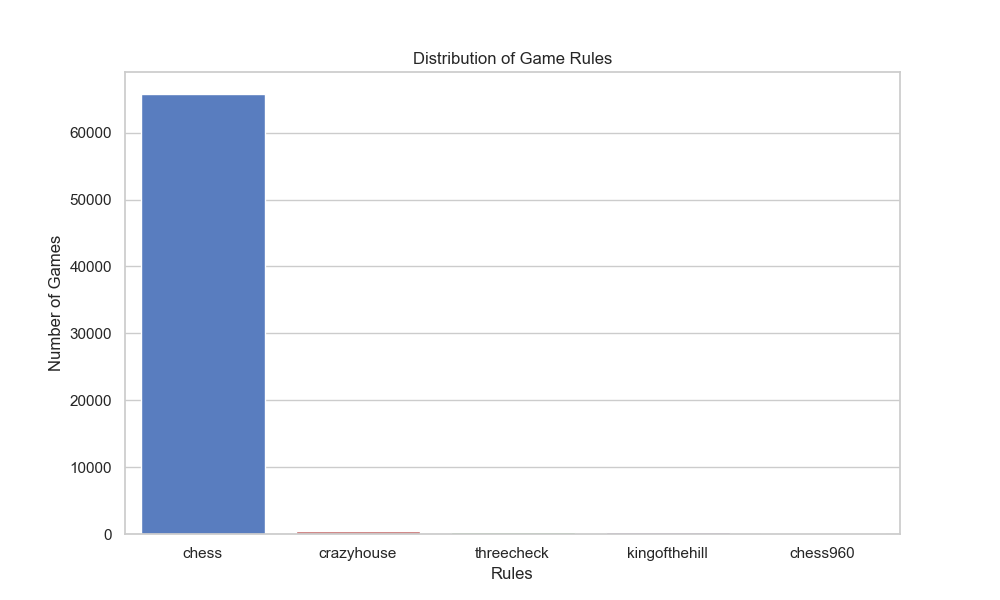 Distribution of Game Rules
Number of Games
60000
50000
40000
30000
20000
10000
0
chess crazyhouse threecheck kingofthehill chess960
Rules